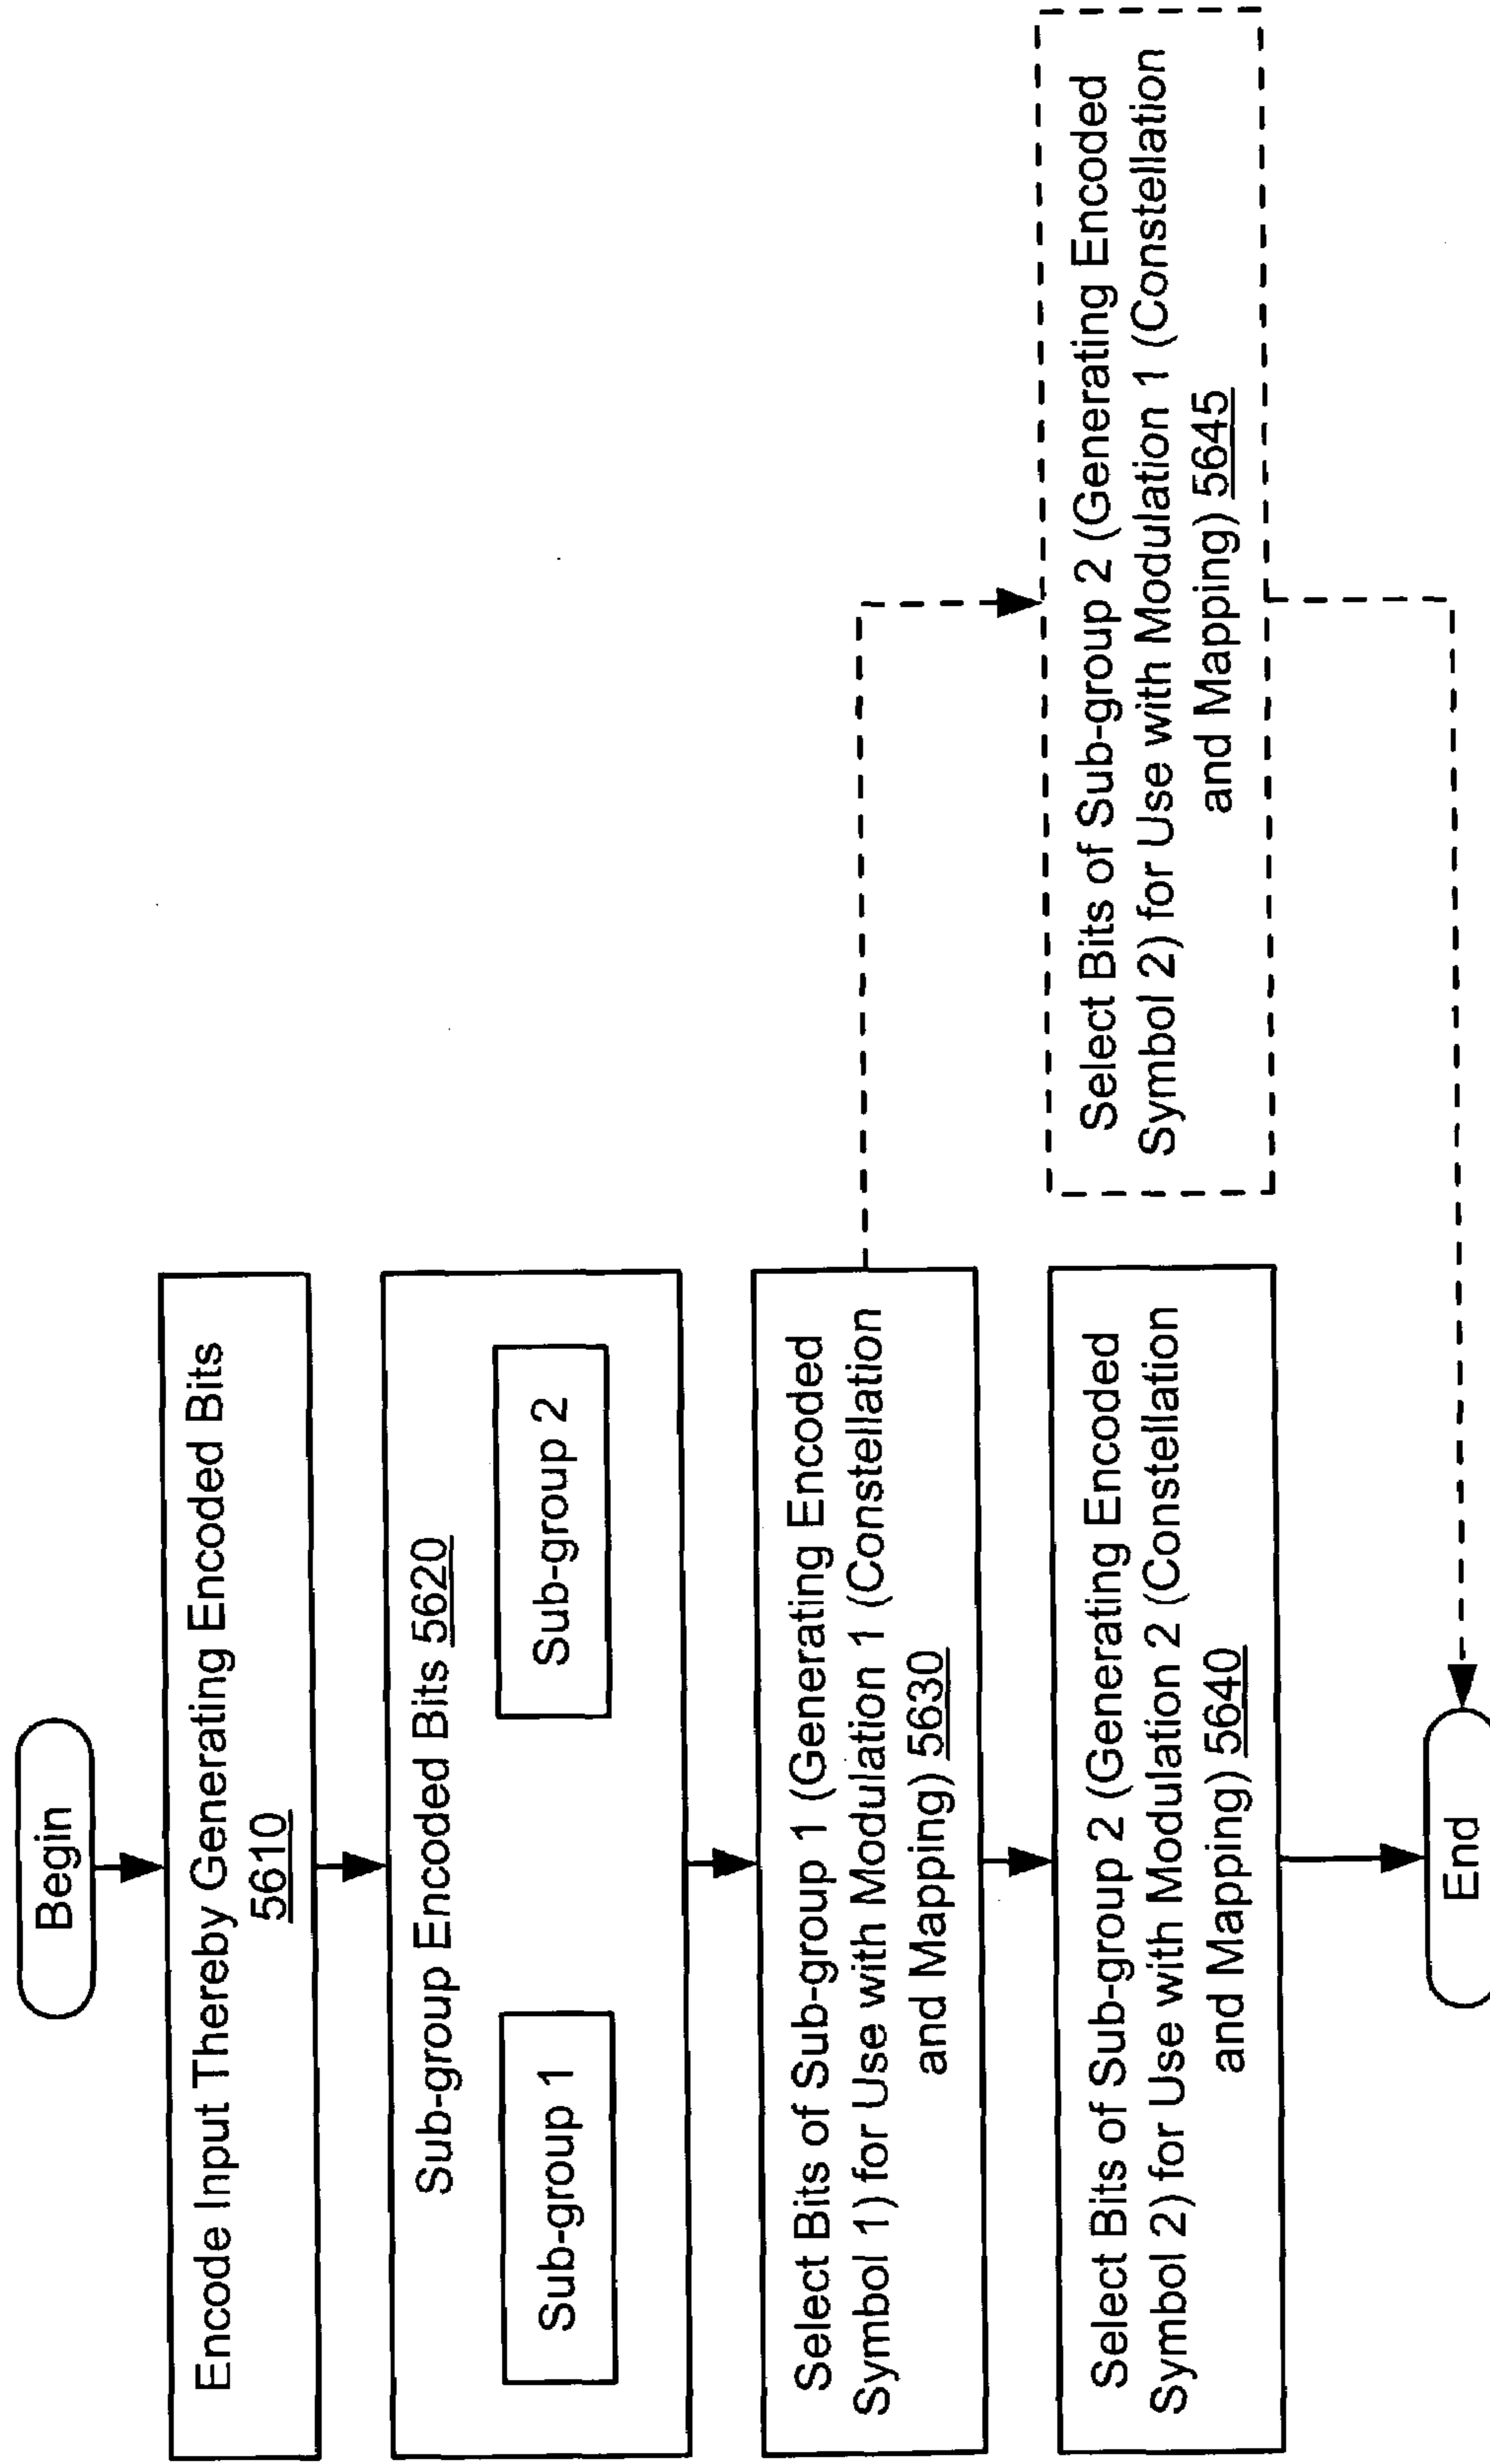 Begin
Encode Input Thereby Generating Encoded Bits
5610
Sub-group Encoded Bits 5620
Sub-group 1
Sub-group 2
Select Bits of Sub-group 1 (Generating Encoded
Symbol 1) for Use with Modulation 1 (Constellation
and Mapping) 5630
Select Bits of Sub-group 2 (Generating Encoded
Symbol 2) for Use with Modulation 2 (Constellation
and Mapping) 5640
Select Bits of Sub-group 2 (Generating Encoded
Symbol 2) for Use with Modulation 1 (Constellation
and Mapping) 5645
End